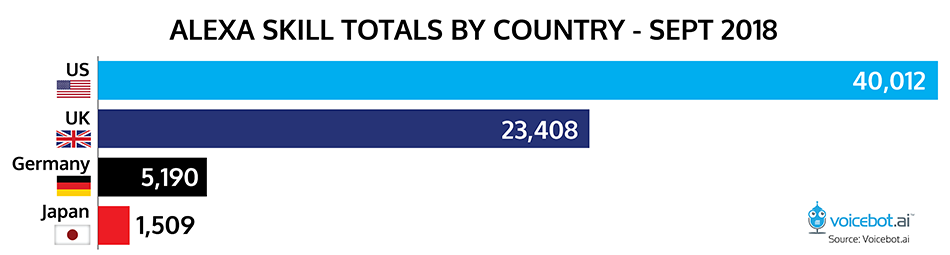 ALEXA SKILL TOTALS BY COUNTRY - SEPT 2018
US
40,012
UK
23,408
Germany
5,190
Japan
1,509
voicebot.ai™
Source: Voicebot.ai